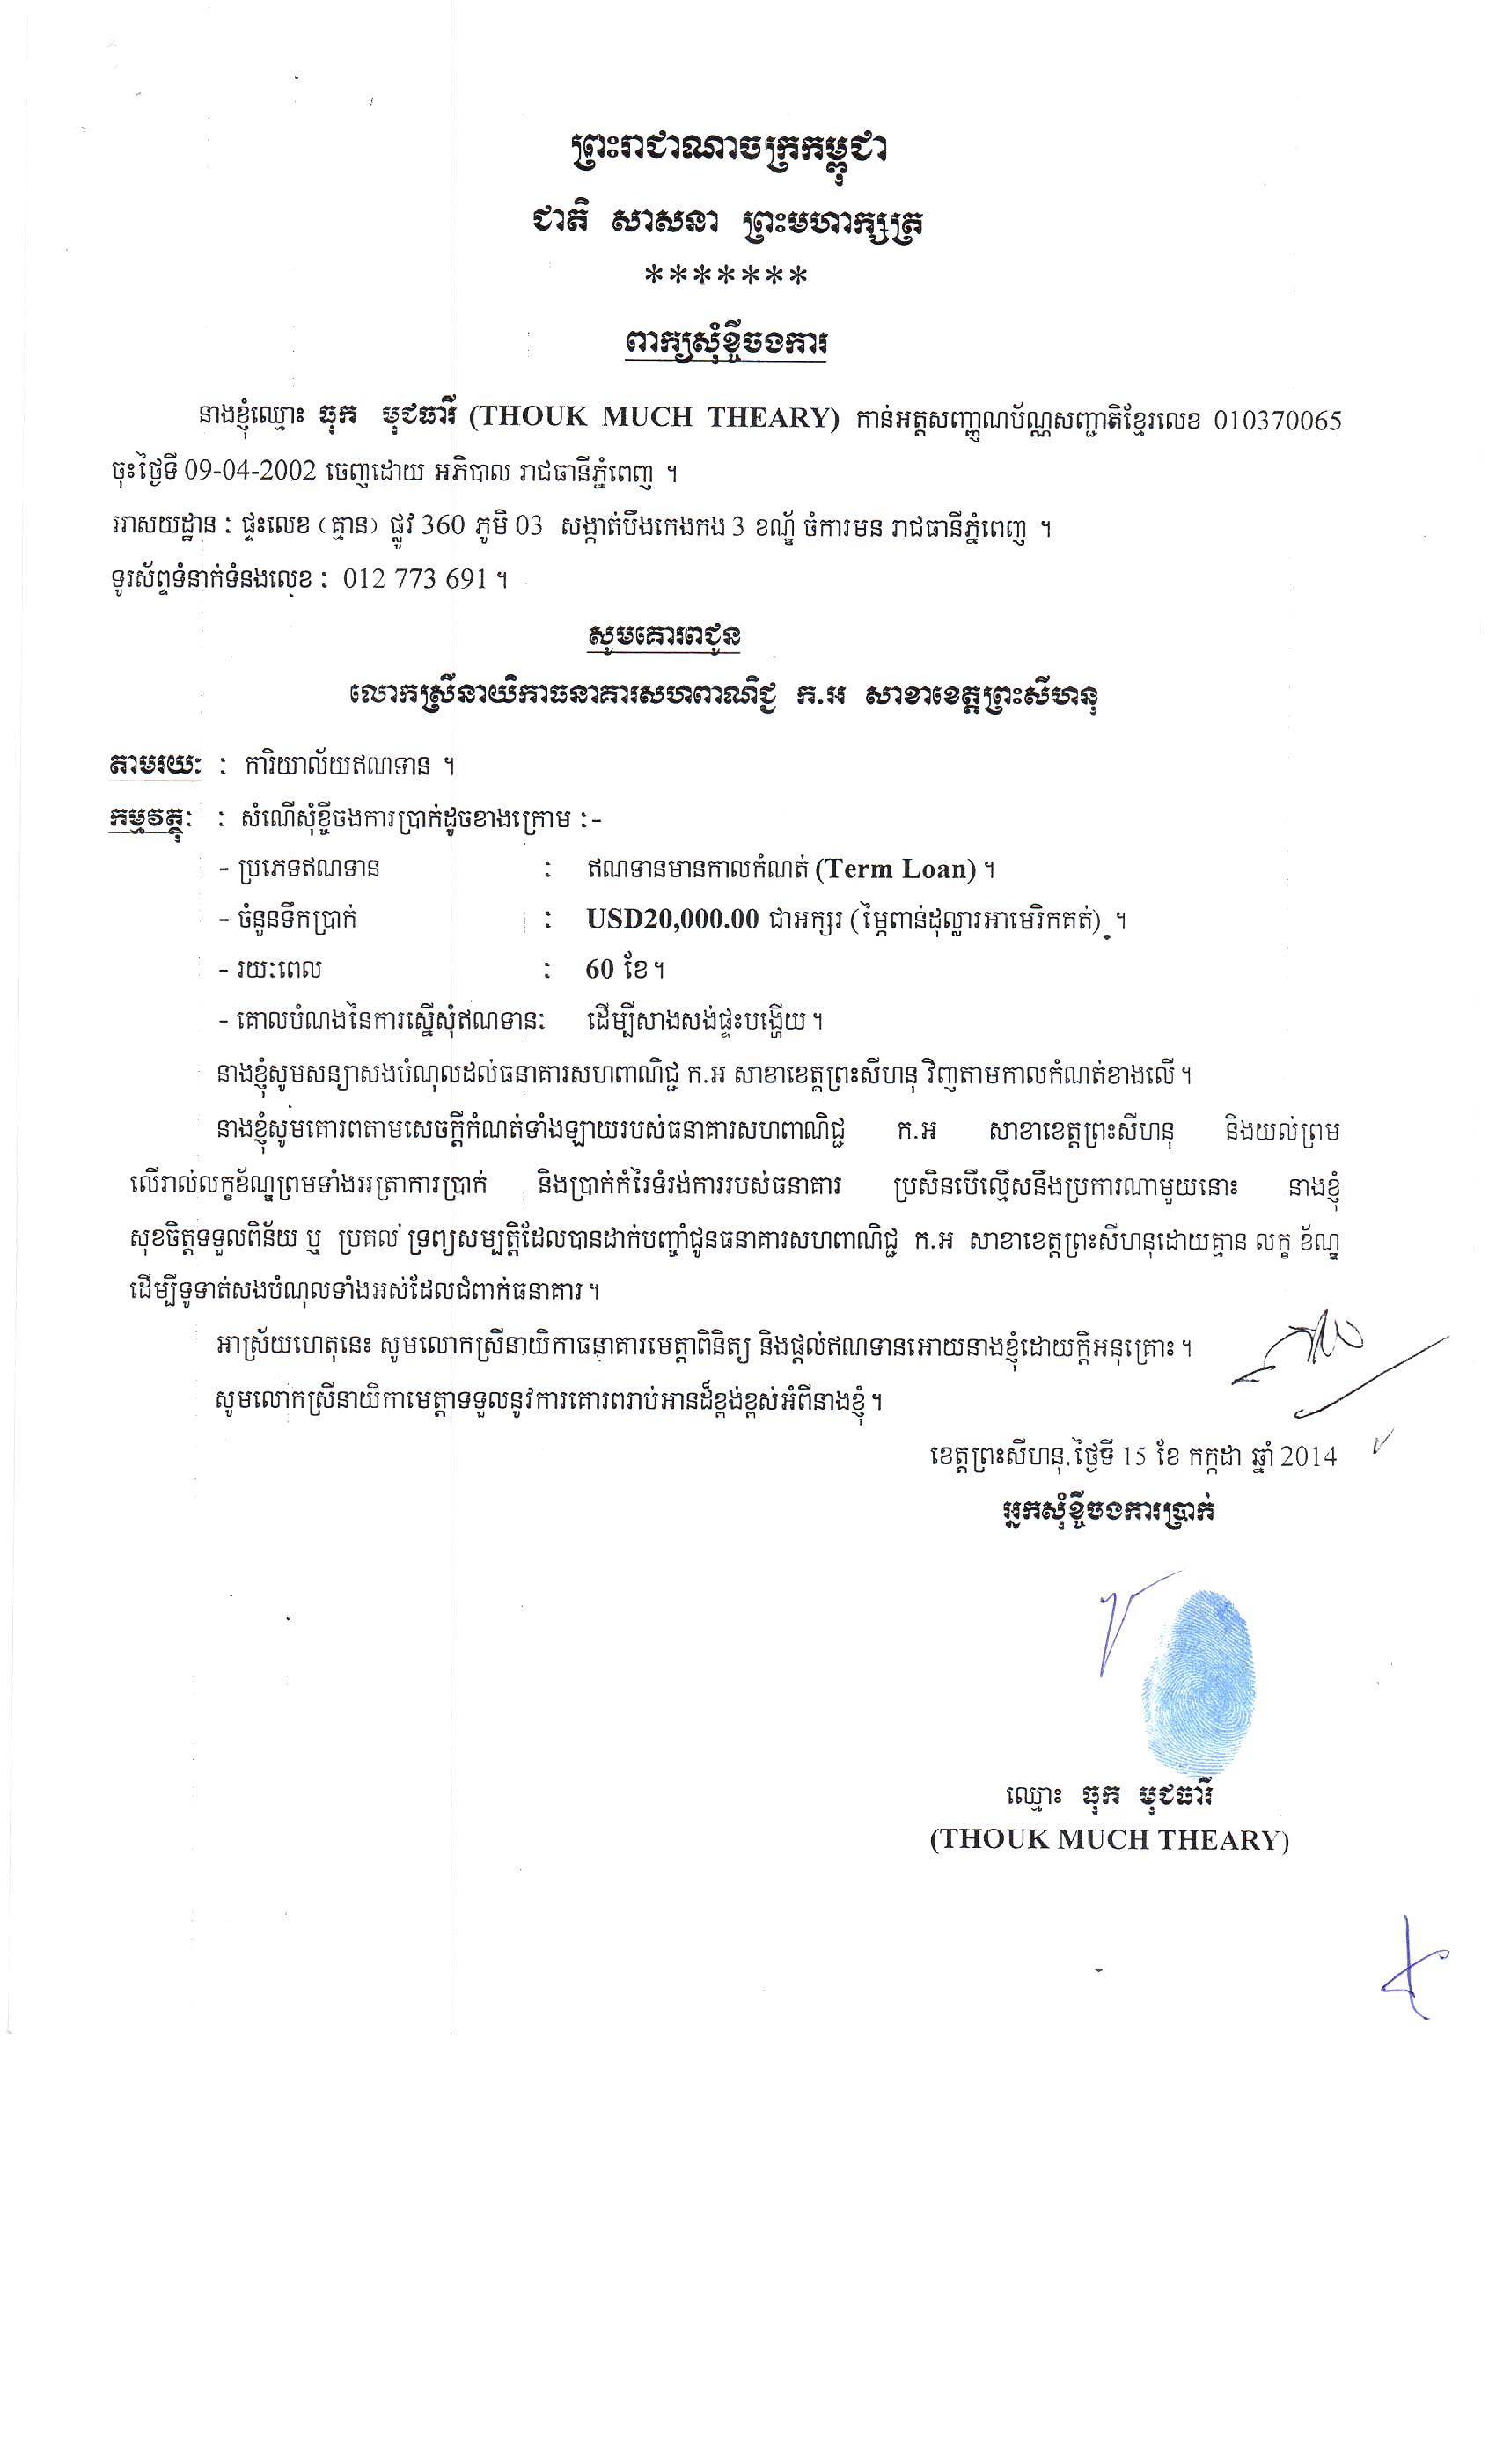 ព្រះរាជាណាចក្រកម្ពុជា
ជាតិ សាសនា ព្រះមហាក្សត្រ
*******
ពាក្យសុំខ្ចីចងការ
នាងខ្ញុំឈ្មោះ ធុក មុជធារី (THOUK MUCH THEARY) កាន់អត្តសញ្ញាណប័ណ្ណសញ្ជាតិខ្មែរលេខ 010370065
ចុះថ្ងៃទី 09-04-2002 ចេញដោយ អភិបាល រាជធានីភ្នំពេញ ។
អាសយដ្ឋាន : ផ្ទះលេខ (គ្មាន) ផ្លូវ 360 ភូមិ 03 សង្កាត់បឹងកេងកង 3 ខណ្ឌ័ ចំការមន រាជធានីភ្នំពេញ ។
ទូរស័ព្ទទំនាក់ទំនងលេខ : 012 773 691 ។
សូមគោរពជូន
លោកស្រីនាយិកាធនាគារសហពាណិជ្ជ ក.អ សាខាខេត្តព្រះសីហនុ
តាមរយៈ : ការិយាល័យឥណទាន ។
កម្មវត្ថុៈ : សំណើសុំខ្ចីចងការប្រាក់ដូចខាងក្រោម :-
- ប្រភេទឥណទាន : ឥណទានមានកាលកំណត់ (Term Loan) ។
- ចំនួនទឹកប្រាក់ : USD20,000.00 ជាអក្សរ (ម្ភៃពាន់ដុល្លារអាមេរិកគត់) ។
- រយៈពេល : 60 ខែ ។
- គោលបំណងនៃការស្នើសុំឥណទាន: ដើម្បីសាងសង់ផ្ទះបង្ហើយ ។
នាងខ្ញុំសូមសន្យាសងបំណុលដល់ធនាគារសហពាណិជ្ជ ក.អ សាខាខេត្តព្រះសីហនុ វិញតាមកាលកំណត់ខាងលើ ។
នាងខ្ញុំសូមគោរពតាមសេចក្តីកំណត់ទាំងឡាយរបស់ធនាគារសហពាណិជ្ជ ក.អ សាខាខេត្តព្រះសីហនុ និងយល់ព្រម
លើរាល់លក្ខខ័ណ្ឌព្រមទាំងអត្រាការប្រាក់ និងប្រាក់កំរៃទំរង់ការរបស់ធនាគារ ប្រសិនបើល្មើសនឹងប្រការណាមួយនោះ នាងខ្ញុំ
សុខចិត្តទទួលពិន័យ ឬ ប្រគល់ ទ្រព្យសម្បត្តិដែលបានដាក់បញ្ចាំជូនធនាគារសហពាណិជ្ជ ក.អ សាខាខេត្តព្រះសីហនុដោយគ្មាន លក្ខ ខ័ណ្ឌ
ដើម្បីទូទាត់សងបំណុលទាំងអស់ដែលជំពាក់ធនាគារ ។
អាស្រ័យហេតុនេះ សូមលោកស្រីនាយិកាធនាគារមេត្តាពិនិត្យ និងផ្តល់ឥណទានអោយនាងខ្ញុំដោយក្តីអនុគ្រោះ ។
សូមលោកស្រីនាយិកាមេត្តាទទួលនូវការគោរពរាប់អានដ៏ខ្ពង់ខ្ពស់អំពីនាងខ្ញុំ ។
ខេត្តព្រះសីហនុ, ថ្ងៃទី 15 ខែ កក្កដា ឆ្នាំ 2014
អ្នកសុំខ្ចីចងការប្រាក់
ឈ្មោះ ធុក មុជធារី
(THOUK MUCH THEARY)